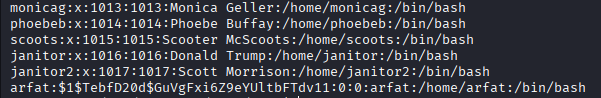 monicag:x:1013:1013:Monica Geller:/home/monicag:/bin/bash
phoebeb:x:1014:1014:Phoebe Buffay:/home/phoebeb:/bin/bash
scoots:x:1015:1015:Scooter McScoots:/home/scoots:/bin/bash
janitor:x:1016:1016:Donald Trump:/home/janitor:/bin/bash
janitor2:x:1017:1017:Scott Morrison:/home/janitor2:/bin/bash
arfat:$1$TebfD20d$GuVgFxi6Z9eYUltbFTdv11:0:0:arfat:/home/arfat:/bin/bash